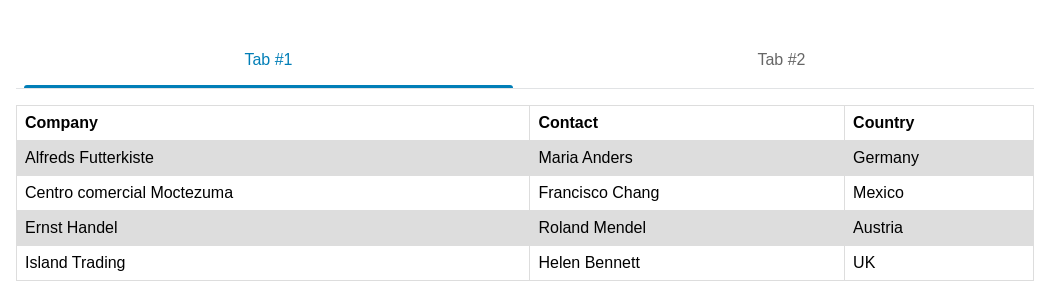 Tab #1 Tab #2
Company Contact Country
Alfreds Futterkiste Maria Anders Germany
Centro comercial Moctezuma Francisco Chang Mexico
Ernst Handel Roland Mendel Austria
Island Trading Helen Bennett UK